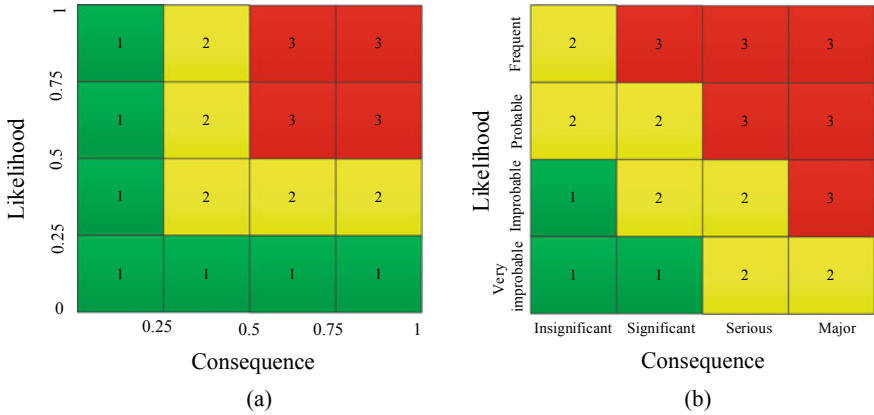 Likelihood
1
0.75
0.5
0.25
0
1 2 3 3
1 2 3 3
1 2 2 2
1 1 1 1
0.25 0.5 0.75 1
Consequence
(a)
Likelihood
Frequent
Probable
Improbable
Very
improbable
2 3 3 3
2 2 3 3
1 2 2 3
1 1 2 2
Insignificant Significant Serious Major
Consequence
(b)